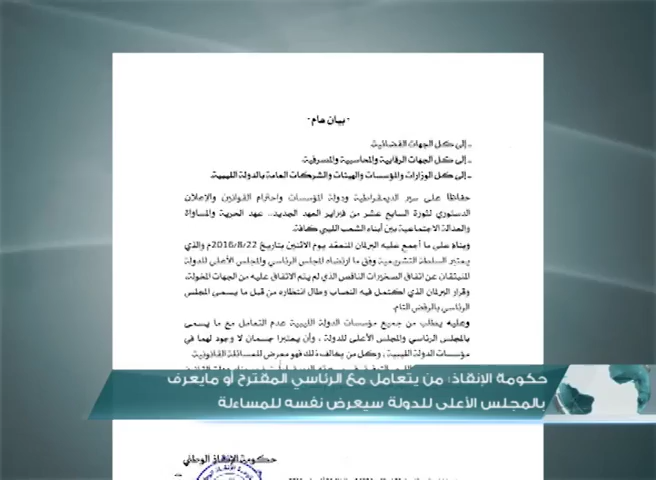 - بيان هام -
- إلى كل الجهات القضائية
- إلى كل الجهات الرقابية والمحاسبية والمصرفية.
- إلى كل الوزارات والمؤسسات والهيئات والشركات العامة بالدولة الليبية.
حفاظا على سير الديمقراطية ودولة المؤسسات واحترام القوانين والإعلان
الدستوري لثورة السابع عشر من فبراير العهد الجديد.. عهد الحرية والمساواة
والعدالة الاجتماعية بين أبناء الشعب الليبي كافة.
وبناء على ما أجمع عليه البرلمان المنعقد يوم الاثنين بتاريخ 2016/8/22م والذي
يعتبر السلطة التشريعية وفق ما ارتضاه المجلس الرئاسي والمجلس الأعلى للدولة
المنبثقان عن اتفاق الصخيرات الناقص الذي لم يتم الاتفاق عليه من الجهات المخولة.
وقرار البرلمان الذي اكتمل فيه النصاب وطال انتظاره من قبل ما يسمى المجلس
الرئاسي بالرفض التام.
وعليه يطلب من جميع مؤسسات الدولة الليبية عدم التعامل مع ما يسمى
بالمجلس الرئاسي والمجلس الأعلى للدولة ، وأن يعتبرا جسمان لا وجود لهما في
مؤسسات الدولة الليبية ، وكل من يخالف ذلك فهو معرض للمسائلة القانونية
حكومة الإنقاذ: من يتعامل مع الرئاسي المقترح أو مايعرف
بالمجلس الأعلى للدولة سيعرض نفسه للمساءلة
حكومة الإنقاذ الوطني